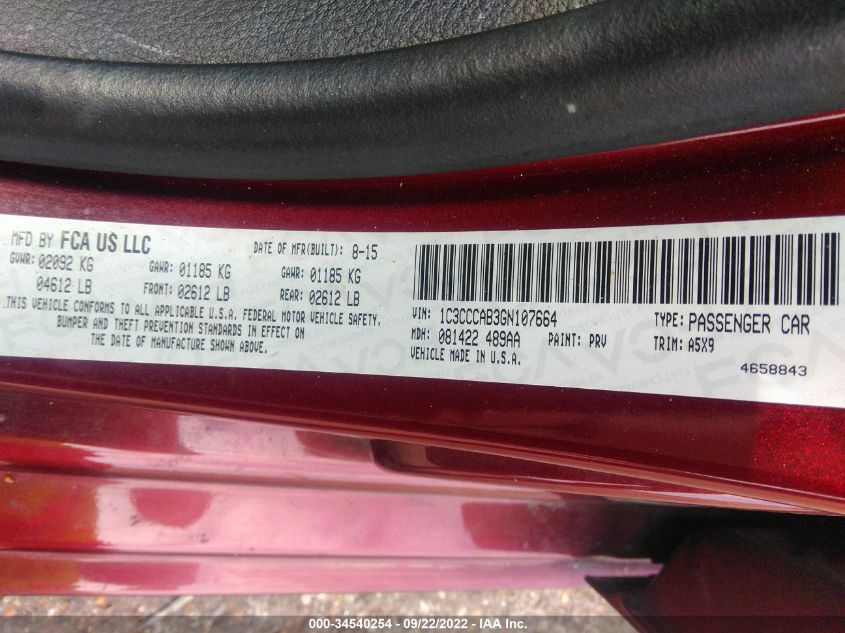 MFD BY FCA US LLC DATE OF MFR(BUILT): 8-15
GVWR: 02092 KG GAWR: 01185 KG GAWR: 01185 KG
04612 LB FRONT: 02612 LB REAR: 02612 LB
THIS VEHICLE CONFORMS TO ALL APPLICABLE U.S.A. FEDERAL MOTOR VEHICLE SAFETY,
BUMPER AND THEFT PREVENTION STANDARDS IN EFFECT ON
THE DATE OF MANUFACTURE SHOWN ABOVE.
VIN: 1C3CCCAB3GN107664 TYPE: PASSENGER CAR
MDH: 081422 489AA PAINT: PRV TRIM: A5X9
VEHICLE MADE IN U.S.A.
4658843
000-34540254 - 09/22/2022 - IAA Inc.